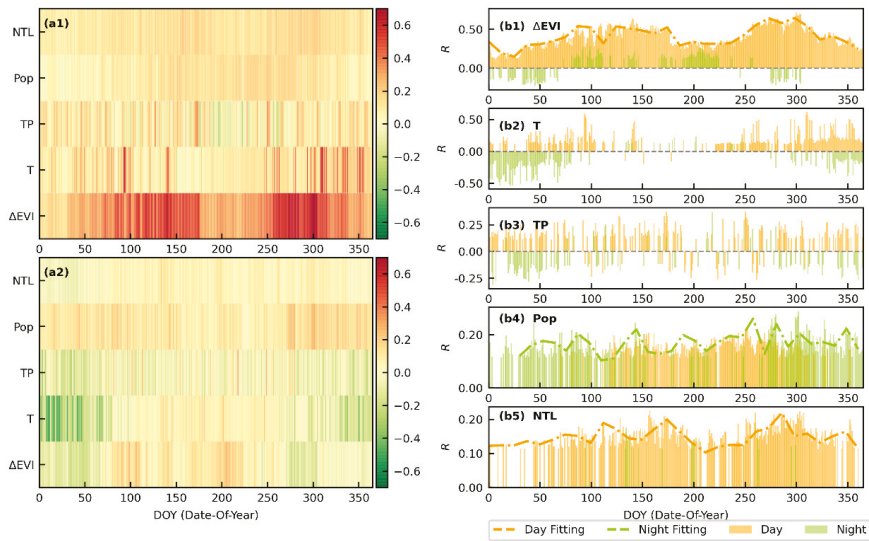 (a1)
NTL
Pop
TP
T
ΔEVI
0 50 100 150 200 250 300 350
0.6
0.4
0.2
0.0
−0.2
−0.4
−0.6
(a2)
NTL
Pop
TP
T
ΔEVI
0 50 100 150 200 250 300 350
DOY (Date-Of-Year)
0.6
0.4
0.2
0.0
−0.2
−0.4
−0.6
(b1) ΔEVI
R
0.50
0.00
0 50 100 150 200 250 300 350
(b2) T
R
0.50
0.00
-0.50
0 50 100 150 200 250 300 350
(b3) TP
R
0.25
0.00
-0.25
0 50 100 150 200 250 300 350
(b4) Pop
R
0.20
0.00
0 50 100 150 200 250 300 350
(b5) NTL
R
0.20
0.10
0.00
0 50 100 150 200 250 300 350
DOY (Date-Of-Year)
Day Fitting Night Fitting Day Night